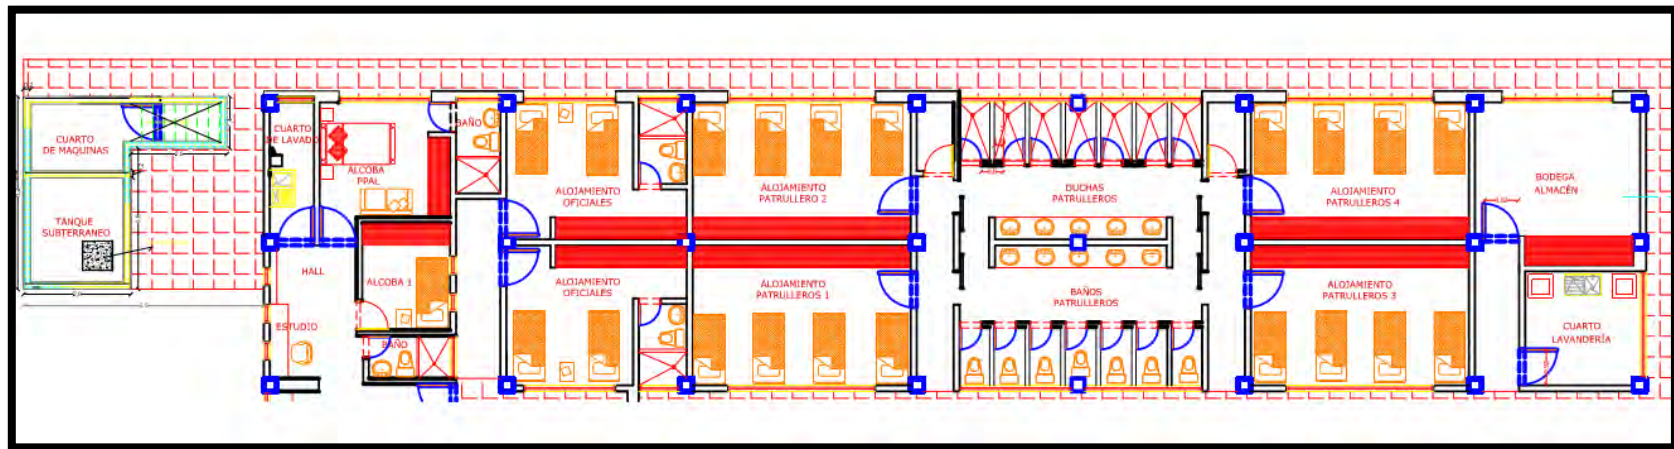 CUARTO
DE MAQUINAS
TANQUE
SUBTERRANEO
CUARTO
DE LAVADO
ALCOBA
PPAL
BAÑO
HALL
ALCOBA 1
ESTUDIO
BAÑO
ALOJAMIENTO
OFICIALES
ALOJAMIENTO
OFICIALES
ALOJAMIENTO
PATRULLERO 2
ALOJAMIENTO
PATRULLEROS 1
DUCHAS
PATRULLEROS
BAÑOS
PATRULLEROS
ALOJAMIENTO
PATRULLEROS 4
ALOJAMIENTO
PATRULLEROS 3
BODEGA
ALMACÉN
CUARTO
LAVANDERÍA